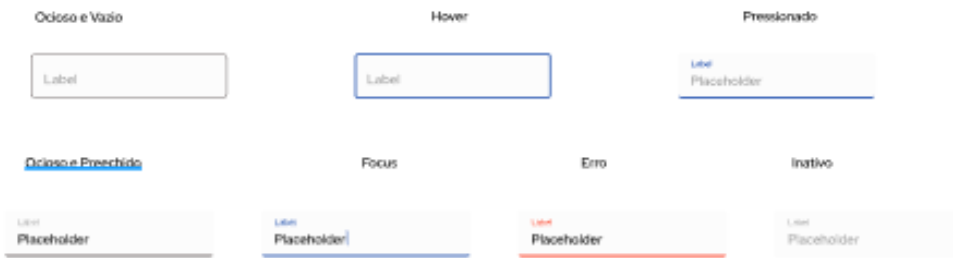 Ocioso e Vazio
Hover
Pressionado
Label
Label
Label
Placeholder
Ocioso e Preechido
Focus
Erro
Inativo
Label
Label
Label
Label
Placeholder
Placeholder
Placeholder
Placeholder